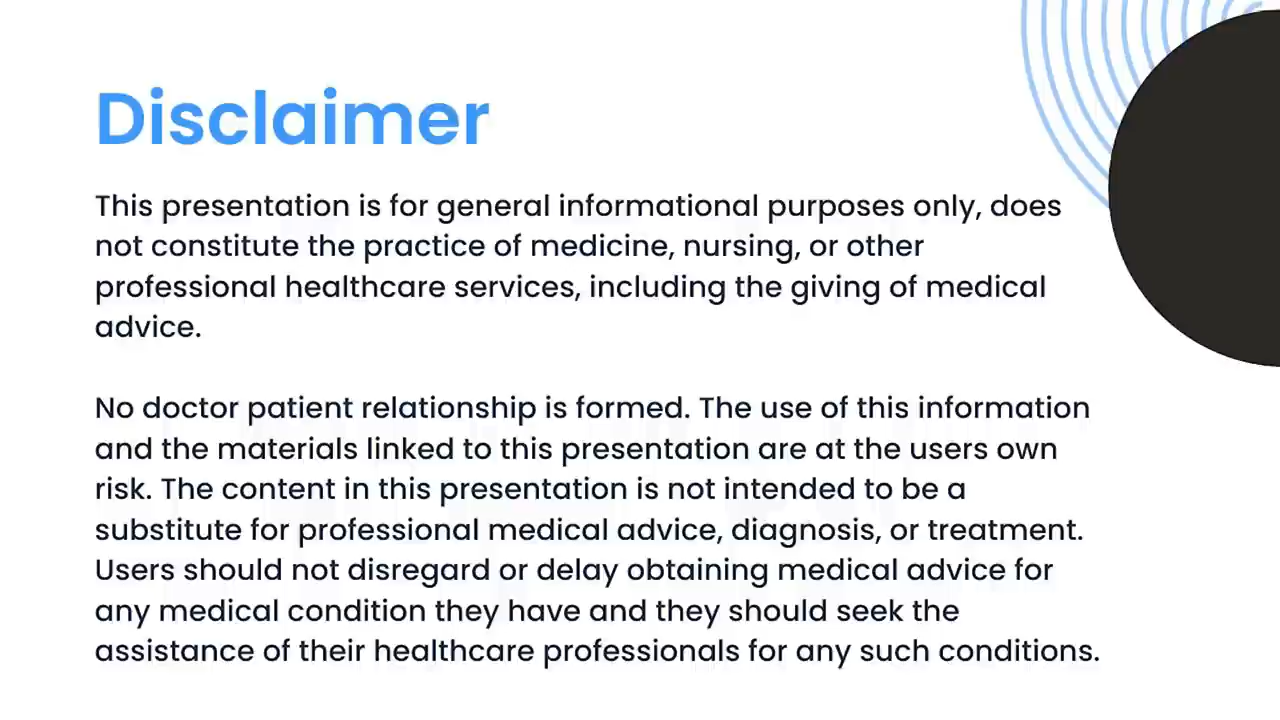 Disclaimer
This presentation is for general informational purposes only, does
not constitute the practice of medicine, nursing, or other
professional healthcare services, including the giving of medical
advice.
No doctor patient relationship is formed. The use of this information
and the materials linked to this presentation are at the users own
risk. The content in this presentation is not intended to be a
substitute for professional medical advice, diagnosis, or treatment.
Users should not disregard or delay obtaining medical advice for
any medical condition they have and they should seek the
assistance of their healthcare professionals for any such conditions.